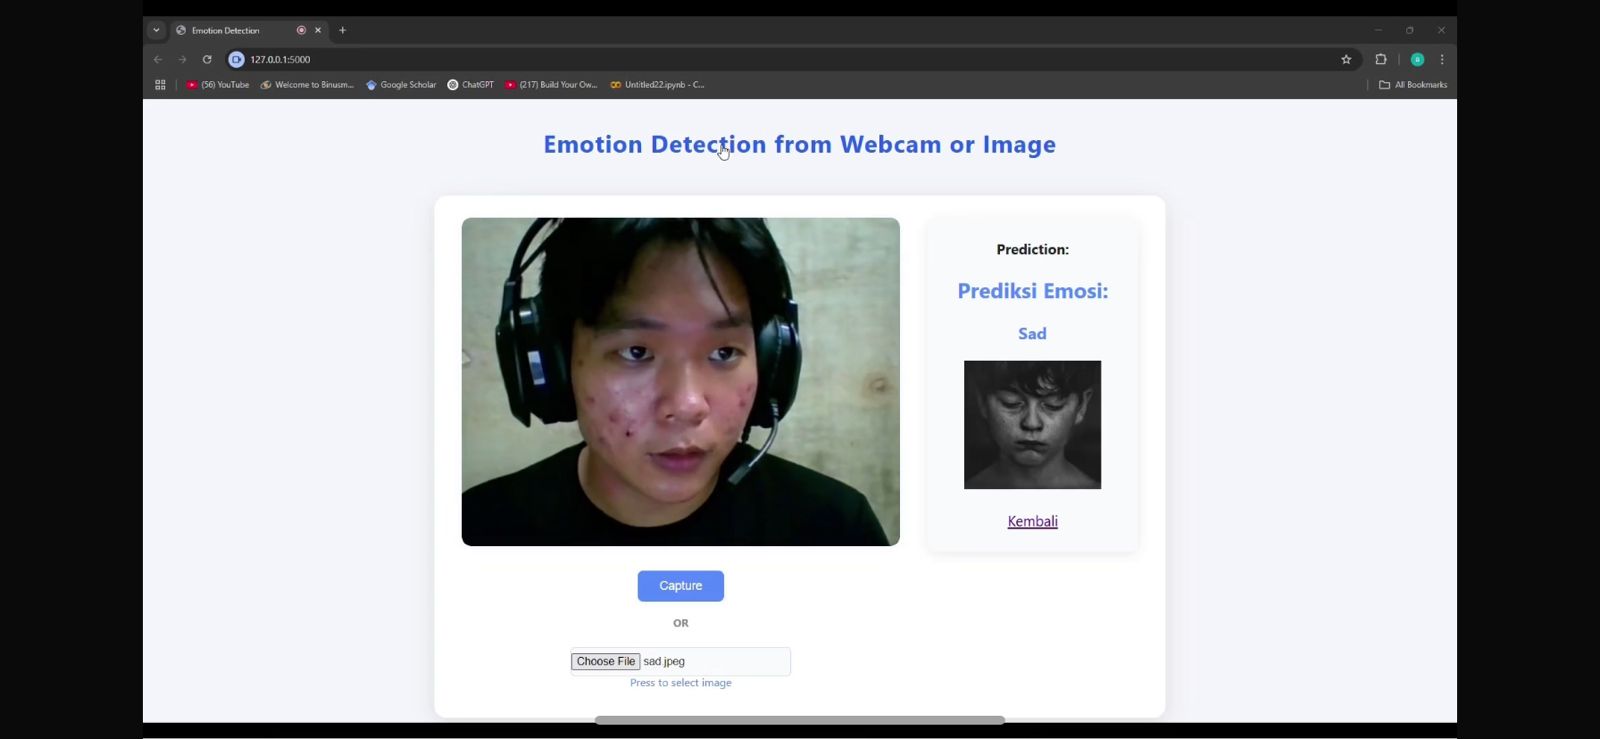 Emotion Detection
127.0.0.1:5000
(56) YouTube
Welcome to Binusm...
Google Scholar
ChatGPT
(217) Build Your Ow...
Untitled22.ipynb - C...
All Bookmarks
Emotion Detection from Webcam or Image
Prediction:
Prediksi Emosi:
Sad
Kembali
Capture
OR
Choose File sad.jpeg
Press to select image